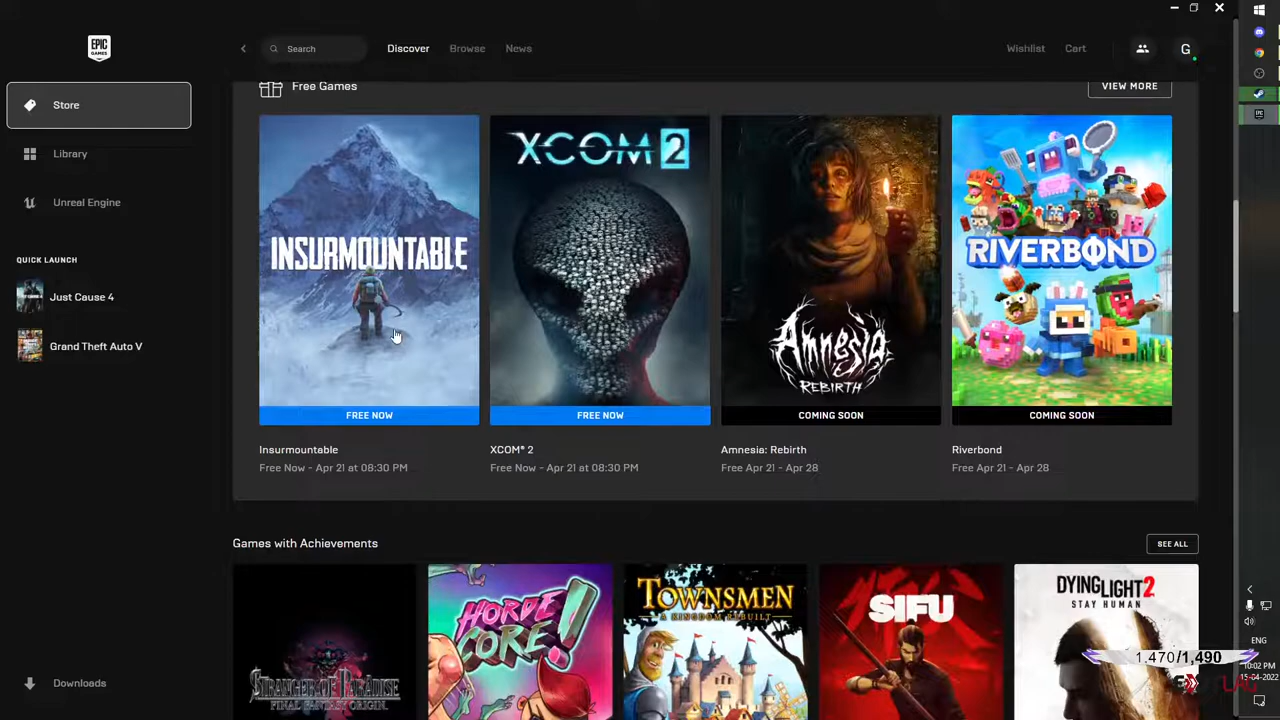 EPIC
GAMES
Search
Discover
Browse
News
Wishlist
Cart
G
Store
Library
Unreal Engine
QUICK LAUNCH
Just Cause 4
Grand Theft Auto V
Downloads
Free Games
VIEW MORE
INSURMOUNTABLE
XCOM 2
Amnesia
REBIRTH
RIVERBOND
FREE NOW
FREE NOW
COMING SOON
COMING SOON
Insurmountable
XCOM® 2
Amnesia: Rebirth
Riverbond
Free Now - Apr 21 at 08:30 PM
Free Now - Apr 21 at 08:30 PM
Free Apr 21 - Apr 28
Free Apr 21 - Apr 28
Games with Achievements
SEE ALL
STRANGER OF PARADISE
FINAL FANTASY ORIGIN
HORDE
CORE!
TOWNSMEN
A KINGDOM REBUILT
SIFU
DYING LIGHT 2
STAY HUMAN
1,470/1,490
ENG
10:02 PM
15-04-2022